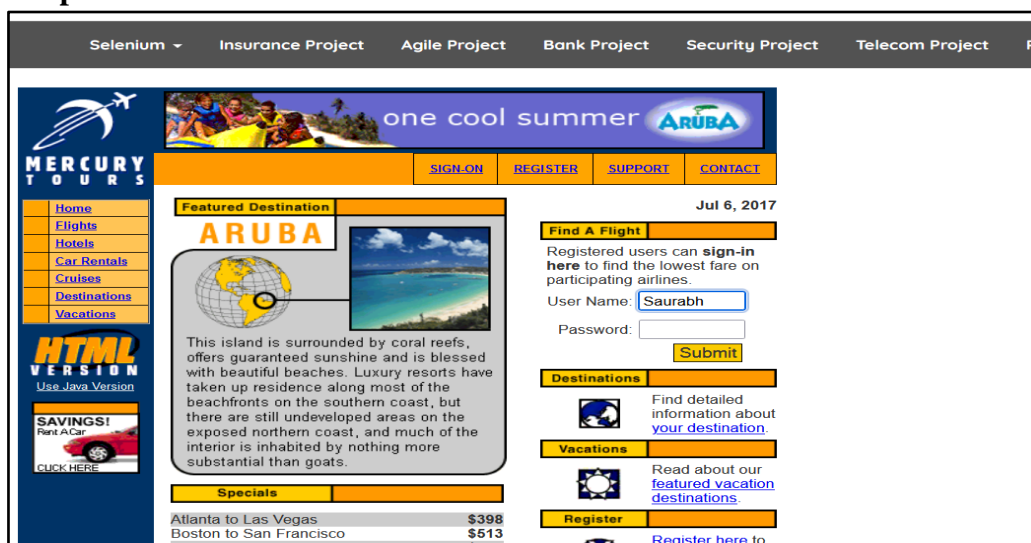 Selenium
Insurance Project
Agile Project
Bank Project
Security Project
Telecom Project
one cool summer ARUBA
MERCURY
TOURS
SIGN-ON
REGISTER
SUPPORT
CONTACT
Home
Flights
Hotels
Car Rentals
Cruises
Destinations
Vacations
HTML
VERSION
Use Java Version
SAVINGS!
Rent A Car
CLICK HERE
Featured Destination
ARUBA
This island is surrounded by coral reefs,
offers guaranteed sunshine and is blessed
with beautiful beaches. Luxury resorts have
taken up residence along most of the
beachfronts on the southern
coast, but
there are still undeveloped areas on the
exposed northern coast, and much of the
interior is inhabited by nothing more
substantial than goats.
Specials
Atlanta to Las Vegas $398
Boston to San Francisco $513
Jul 6, 2017
Find A Flight
Registered users can sign-in
here to find the lowest fare on
participating airlines.
User Name: Saurabh
Password:
Submit
Destinations
Find detailed
information about
your destination.
Vacations
Read about our
featured vacation
destinations.
Register
Register here to